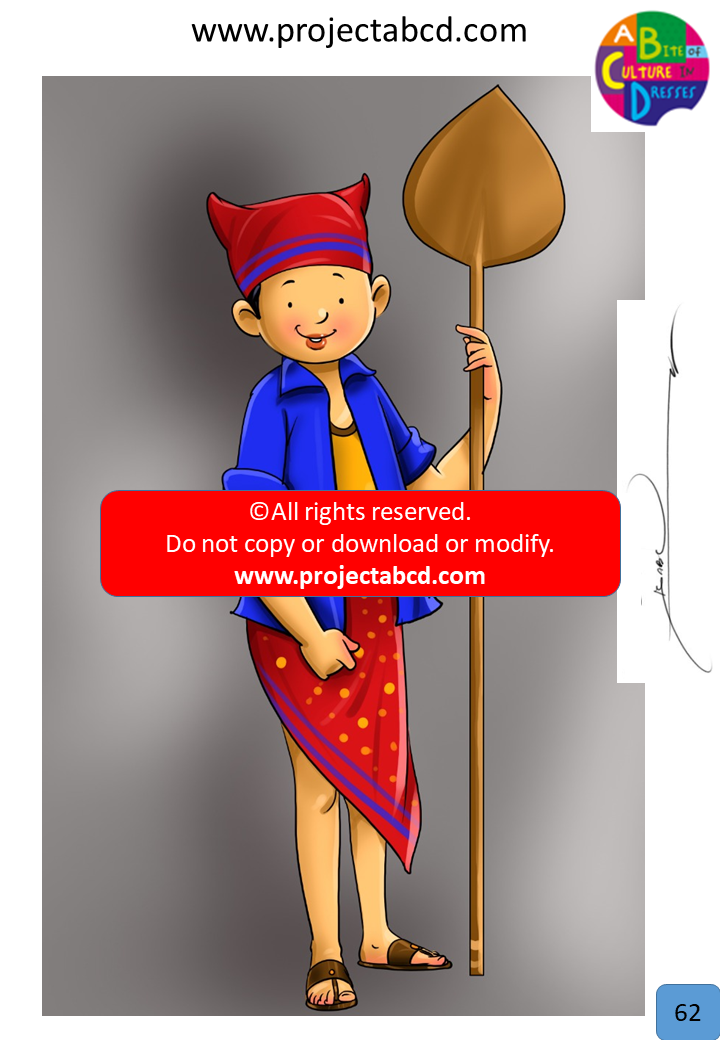 www.projectabcd.com
A BITE OF
CULTURE IN
DRESSES
©All rights reserved.
Do not copy or download or modify.
www.projectabcd.com
62